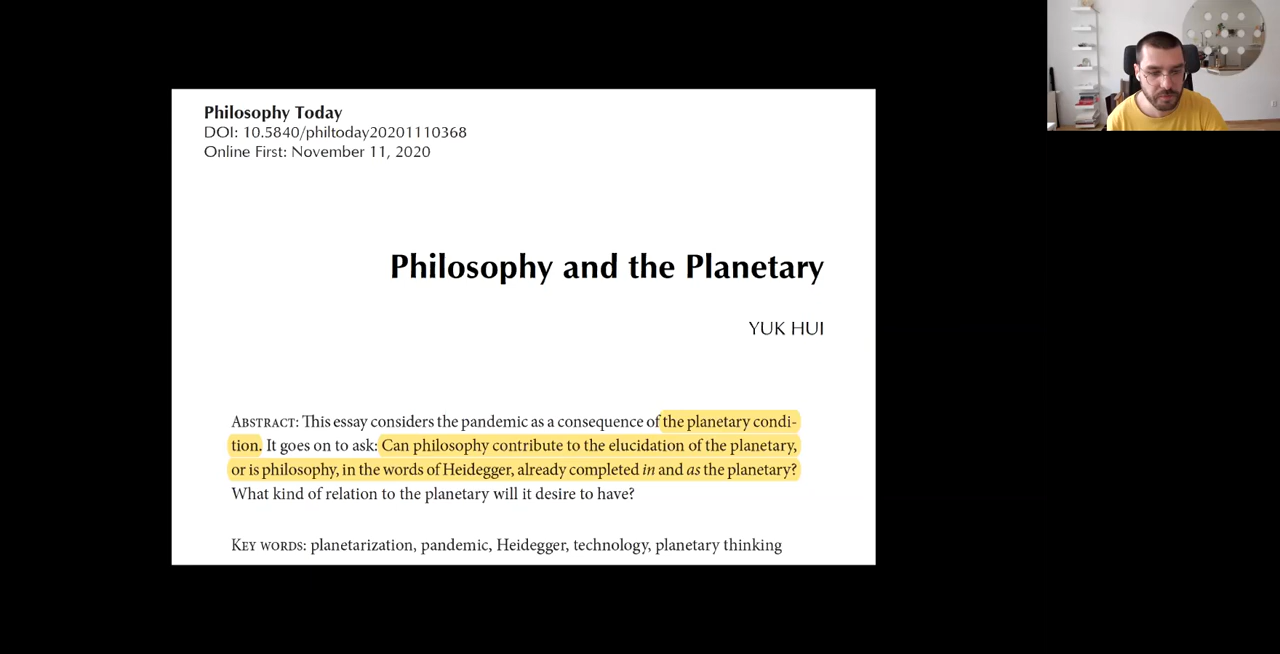 Philosophy Today
DOI: 10.5840/philtoday20201110368
Online First: November 11, 2020
Philosophy and the Planetary
YUK HUI
ABSTRACT: This essay considers the pandemic as a consequence of the planetary condi-
tion. It goes on to ask: Can philosophy contribute to the elucidation of the planetary,
or is philosophy, in the words of Heidegger, already completed in and as the planetary?
What kind of relation to the planetary will it desire to have?
KEY WORDS: planetarization, pandemic, Heidegger, technology, planetary thinking